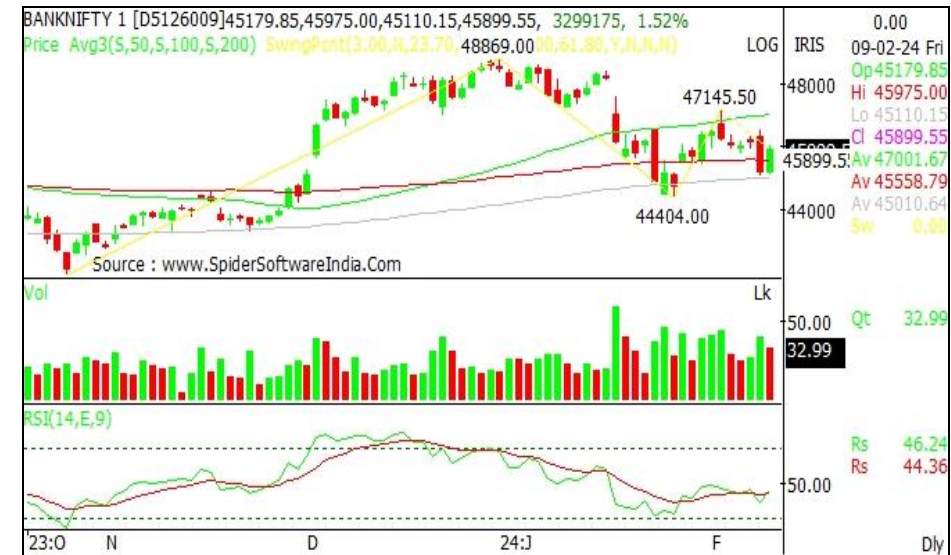 BANKNIFTY 1 [D5126009]45179.85,45975.00,45110.15,45899.55, 3299175, 1.52%
Price Avg3(S,50,S,100,S,200) SwingPcnt(3.00,N,23.70, 00,61.80,Y,N,N,N)
48869.00
LOG
IRIS
0.00
09-02-24 Fri
Op 45179.85
Hi 45975.00
Lo 45110.15
Cl 45899.55
Av 47001.67
Av 45558.79
Av 45010.64
Sw 0.00
48000
47145.50
45899.5
44000
44404.00
Source : www.SpiderSoftwareIndia.Com
Vol
Lk
50.00
32.99
Qt 32.99
RSI(14,E,9)
Rs 46.24
Rs 44.36
50.00
23:O N D 24:J F
Dly